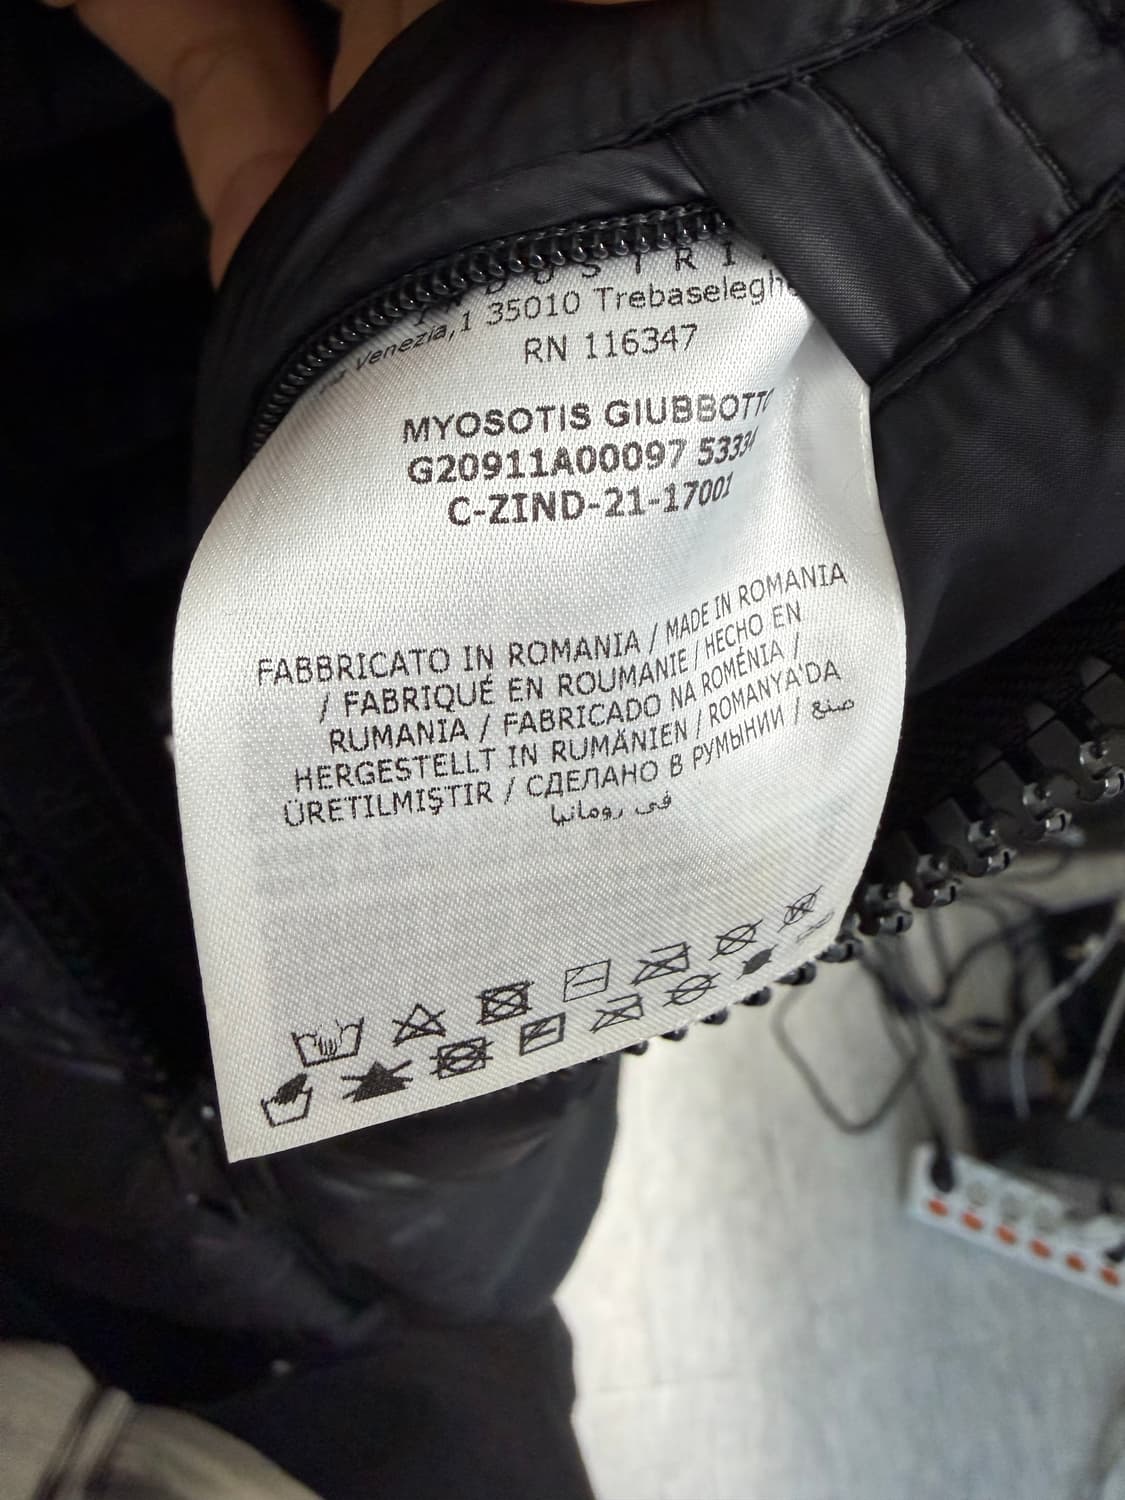 Venezia,1 35010 Trebaselegh
RN 116347
MYOSOTIS GIUBBOTTO
G20911A00097 53334
C-ZIND-21-17001
FABBRICATO IN ROMANIA / MADE IN ROMANIA
/ FABRIQUÉ EN ROUMANIE / HECHO EN
RUMANIA / FABRICADO NA ROMÉNIA /
HERGESTELLT IN RUMÄNIEN / ROMANYA'DA
ÜRETILMIŞTIR / СДЕЛАНО В РУМЫНИИ / صنع
في رومانيا